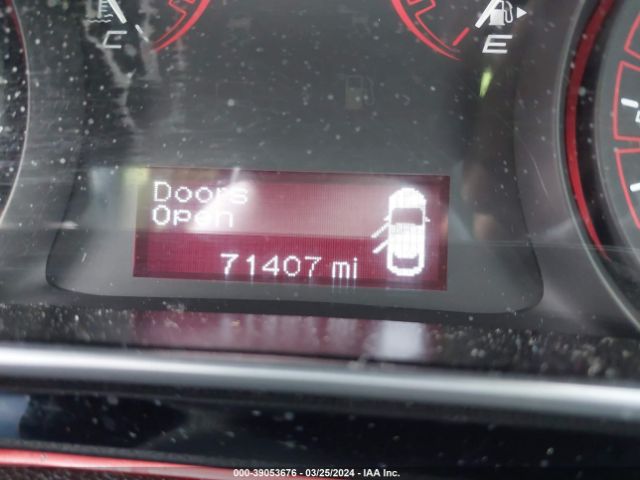 C E
Doors
Open
71407 mi
000-39053676 - 03/25/2024 - IAA Inc.